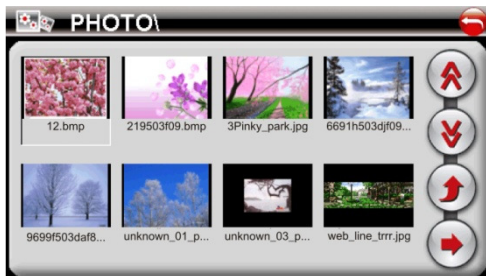 PHOTO\
12.bmp
219503f09.bmp
3Pinky_park.jpg
6691h503djf09...
9699f503daf8...
unknown_01_p...
unknown_03_p...
web_line_trrr.jpg